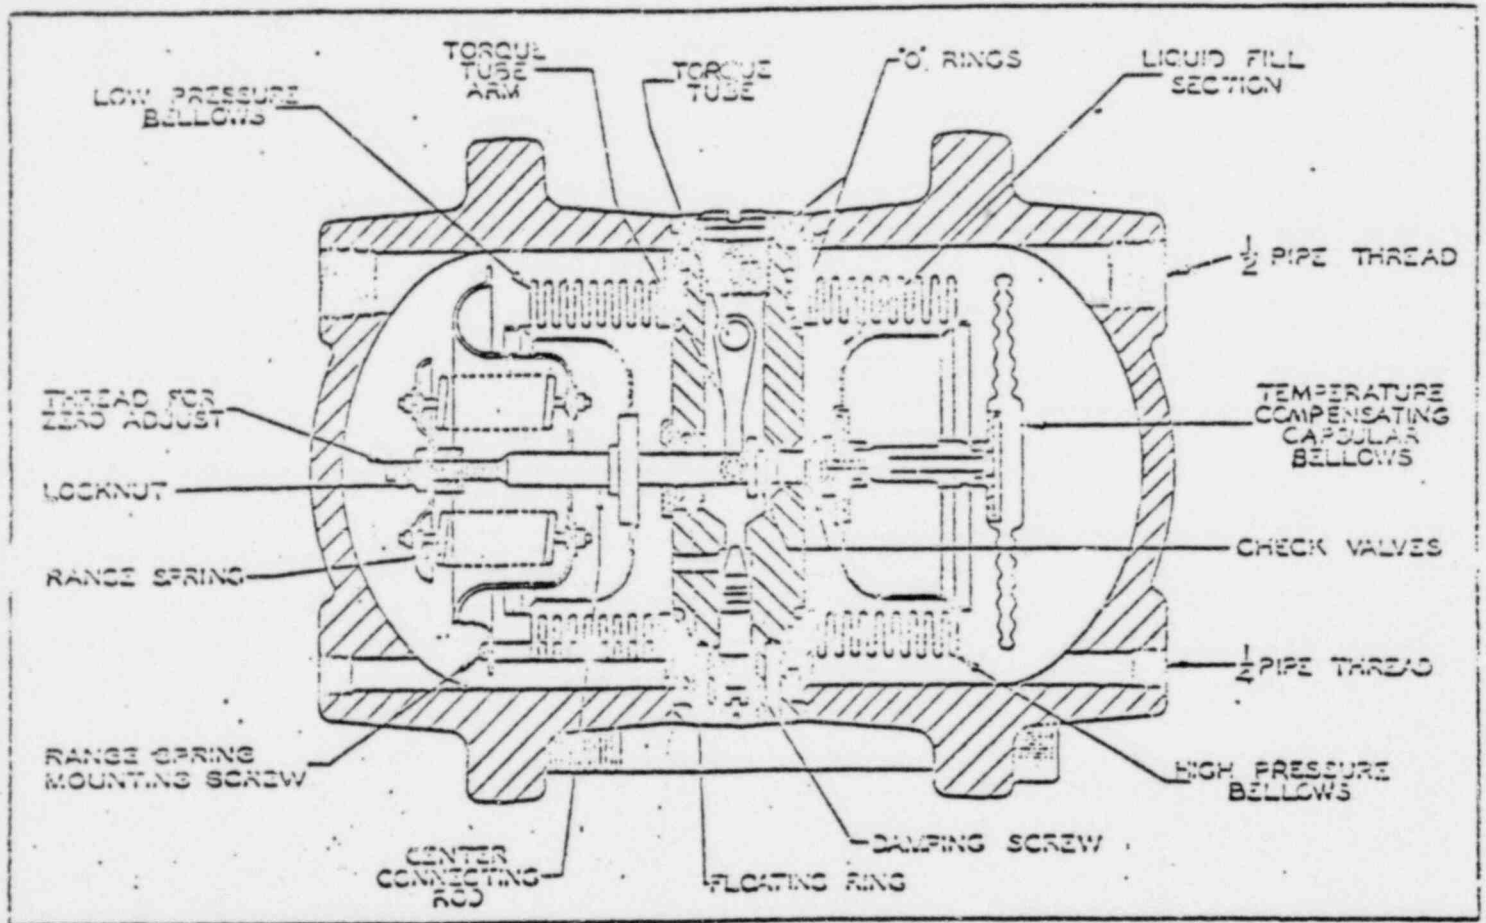 TORQUE
TUBE
ARM
TORQUE
TUBE
"O" RINGS
LIQUID FILL
SECTION
LOW PRESSURE
BELLOWS
1/2 PIPE THREAD
THREAD FOR
ZERO ADJUST
TEMPERATURE
COMPENSATING
CAPSULAR
BELLOWS
LOCKNUT
CHECK VALVES
RANGE SPRING
1/4 PIPE THREAD
RANGE SPRING
MOUNTING SCREW
HIGH PRESSURE
BELLOWS
DAMPING SCREW
CENTER
CONNECTING
ROD
FLOATING RING